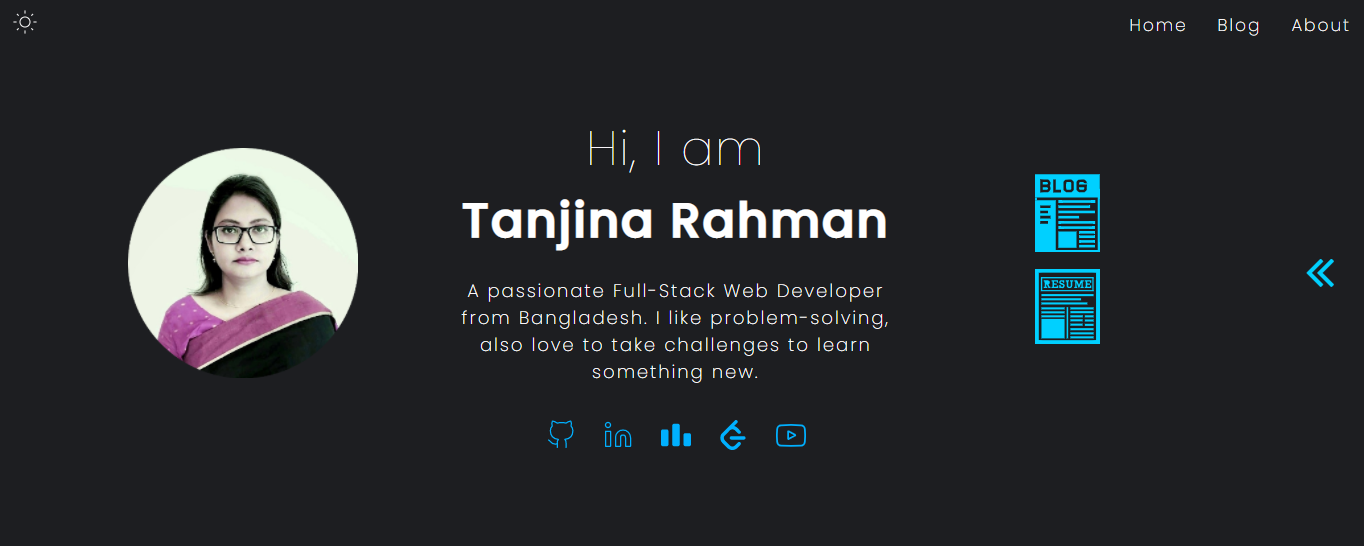 Home Blog About
Hi, I am
Tanjina Rahman
A passionate Full-Stack Web Developer
from Bangladesh. I like problem-solving,
also love to take challenges to learn
something new.
BLOG
RESUME
in